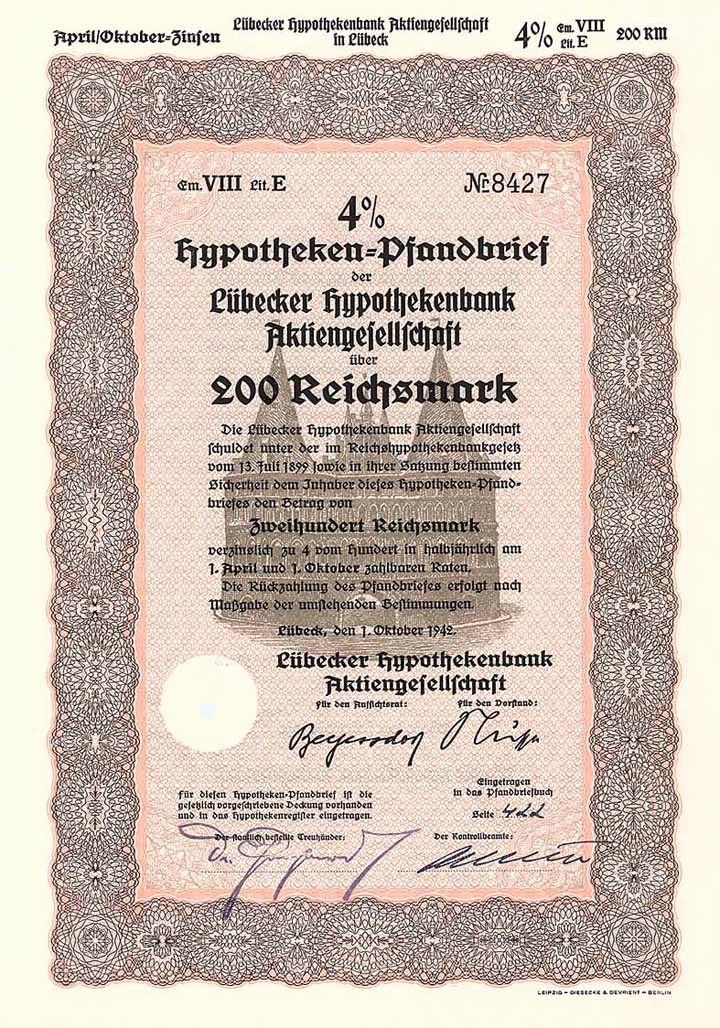 April/Oktober=Zinsen
Lübecker Hypothekenbank Aktiengesellschaft
in Lübeck
4% Em. VIII
Lit. E
200 RM
Em. VIII Lit. E
№ 8427
4%
Hypotheken=Pfandbrief
der
Lübecker Hypothekenbank
Aktiengesellschaft
über
200 Reichsmark
Die Lübecker Hypothekenbank Aktiengesellschaft
schuldet unter der im Reichshypothekenbankgesetz
vom 13. Juli 1899 sowie in ihrer Satzung bestimmten
Sicherheit dem Inhaber dieses Hypotheken=Pfand=
briefes den Betrag von
Zweihundert Reichsmark
verzinslich zu 4 vom Hundert in halbjährlich am
1. April und 1. Oktober zahlbaren Raten.
Die Rückzahlung des Pfandbriefes erfolgt nach
Maßgabe der umstehenden Bestimmungen.
Lübeck, den 1. Oktober 1942.
Lübecker Hypothekenbank
Aktiengesellschaft
Für den Aufsichtsrat:
Für den Vorstand:
Für diesen Hypotheken=Pfandbrief ist die
gesetzlich vorgeschriebene Deckung vorhanden
und in das Hypothekenregister eingetragen.
Der staatlich bestellte Treuhänder:
Eingetragen
in das Pfandbriefbuch
Seite 422
Der Kontrollbeamte:
LEIPZIG – GIESECKE & DEVRIENT – BERLIN